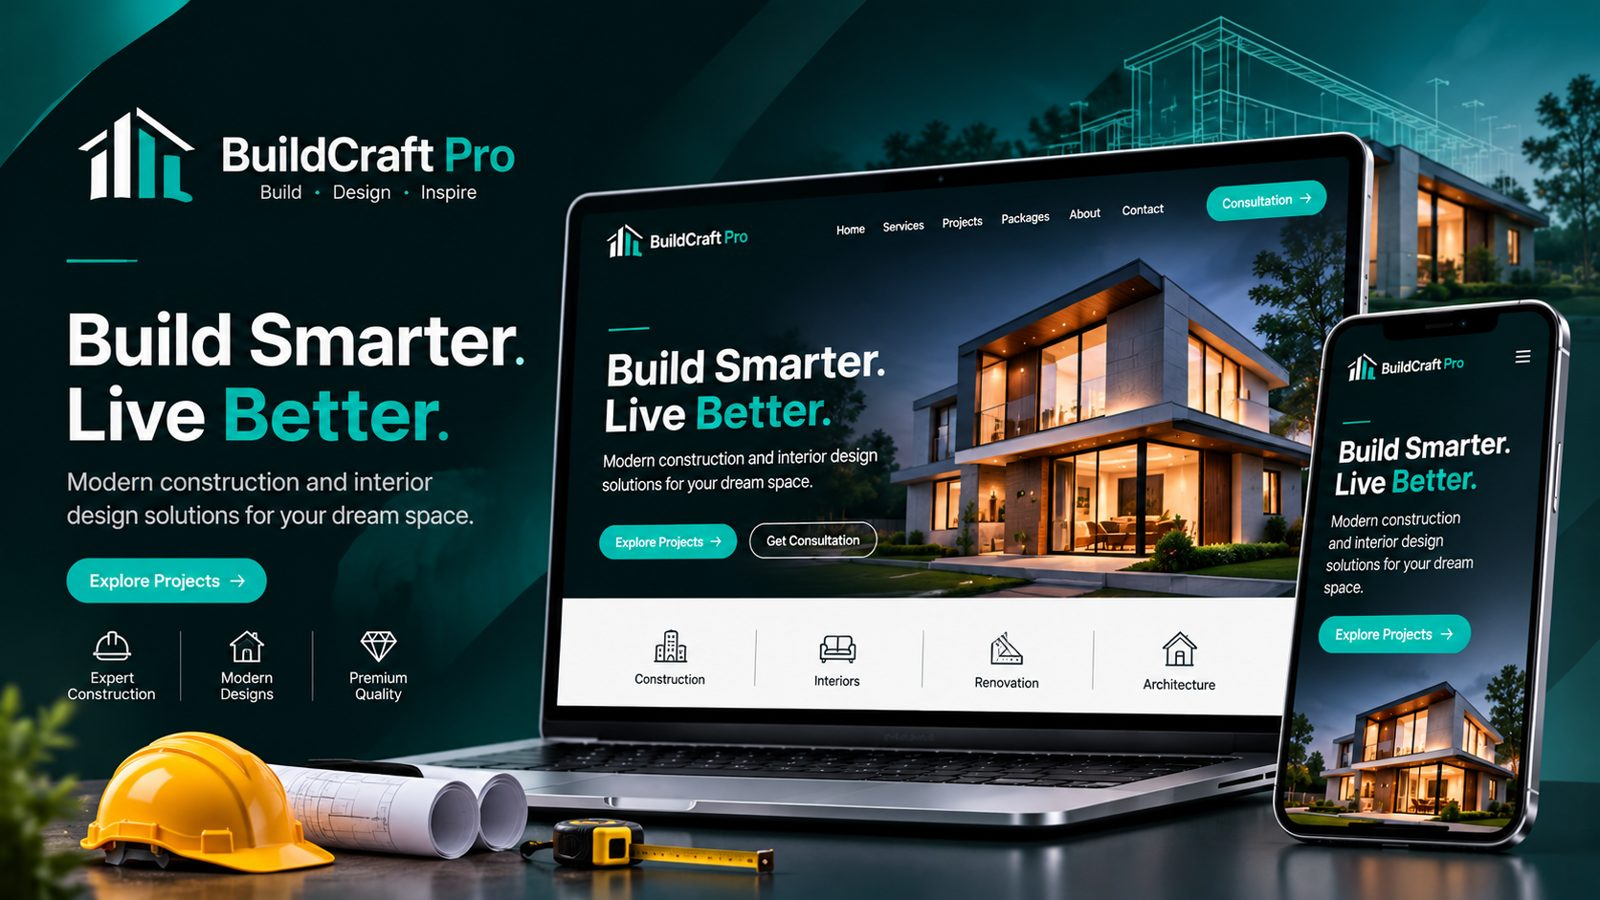 BuildCraft Pro
Build • Design • Inspire
Build Smarter.
Live Better.
Modern construction and interior
design solutions for your dream space.
Explore Projects →
Expert
Construction
Modern
Designs
Premium
Quality
BuildCraft Pro
Home Services Projects Packages About Contact
Consultation →
Build Smarter.
Live Better.
Modern construction and interior design
solutions for your dream space.
Explore Projects →
Get Consultation
Construction
Interiors
Renovation
Architecture
BuildCraft Pro
Build Smarter.
Live Better.
Modern construction
and interior design
solutions for your dream
space.
Explore Projects →